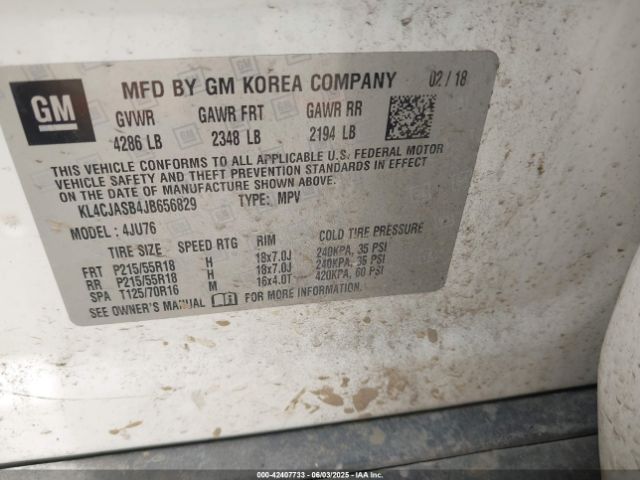 GM
MFD BY GM KOREA COMPANY 02/18
GVWR GAWR FRT GAWR RR
4286 LB 2348 LB 2194 LB
THIS VEHICLE CONFORMS TO ALL APPLICABLE U.S. FEDERAL MOTOR
VEHICLE SAFETY AND THEFT PREVENTION STANDARDS IN EFFECT
ON THE DATE OF MANUFACTURE SHOWN ABOVE.
KL4CJASB4JB656829 TYPE: MPV
MODEL: 4JU76
TIRE SIZE SPEED RTG RIM COLD TIRE PRESSURE
FRT P215/55R18 H 18x7.0J 240KPA, 35 PSI
RR P215/55R18 H 18x7.0J 240KPA, 35 PSI
SPA T125/70R16 M 16x4.0T 420KPA, 60 PSI
SEE OWNER'S MANUAL FOR MORE INFORMATION.
000-42407733 - 06/03/2025 - IAAI.COM